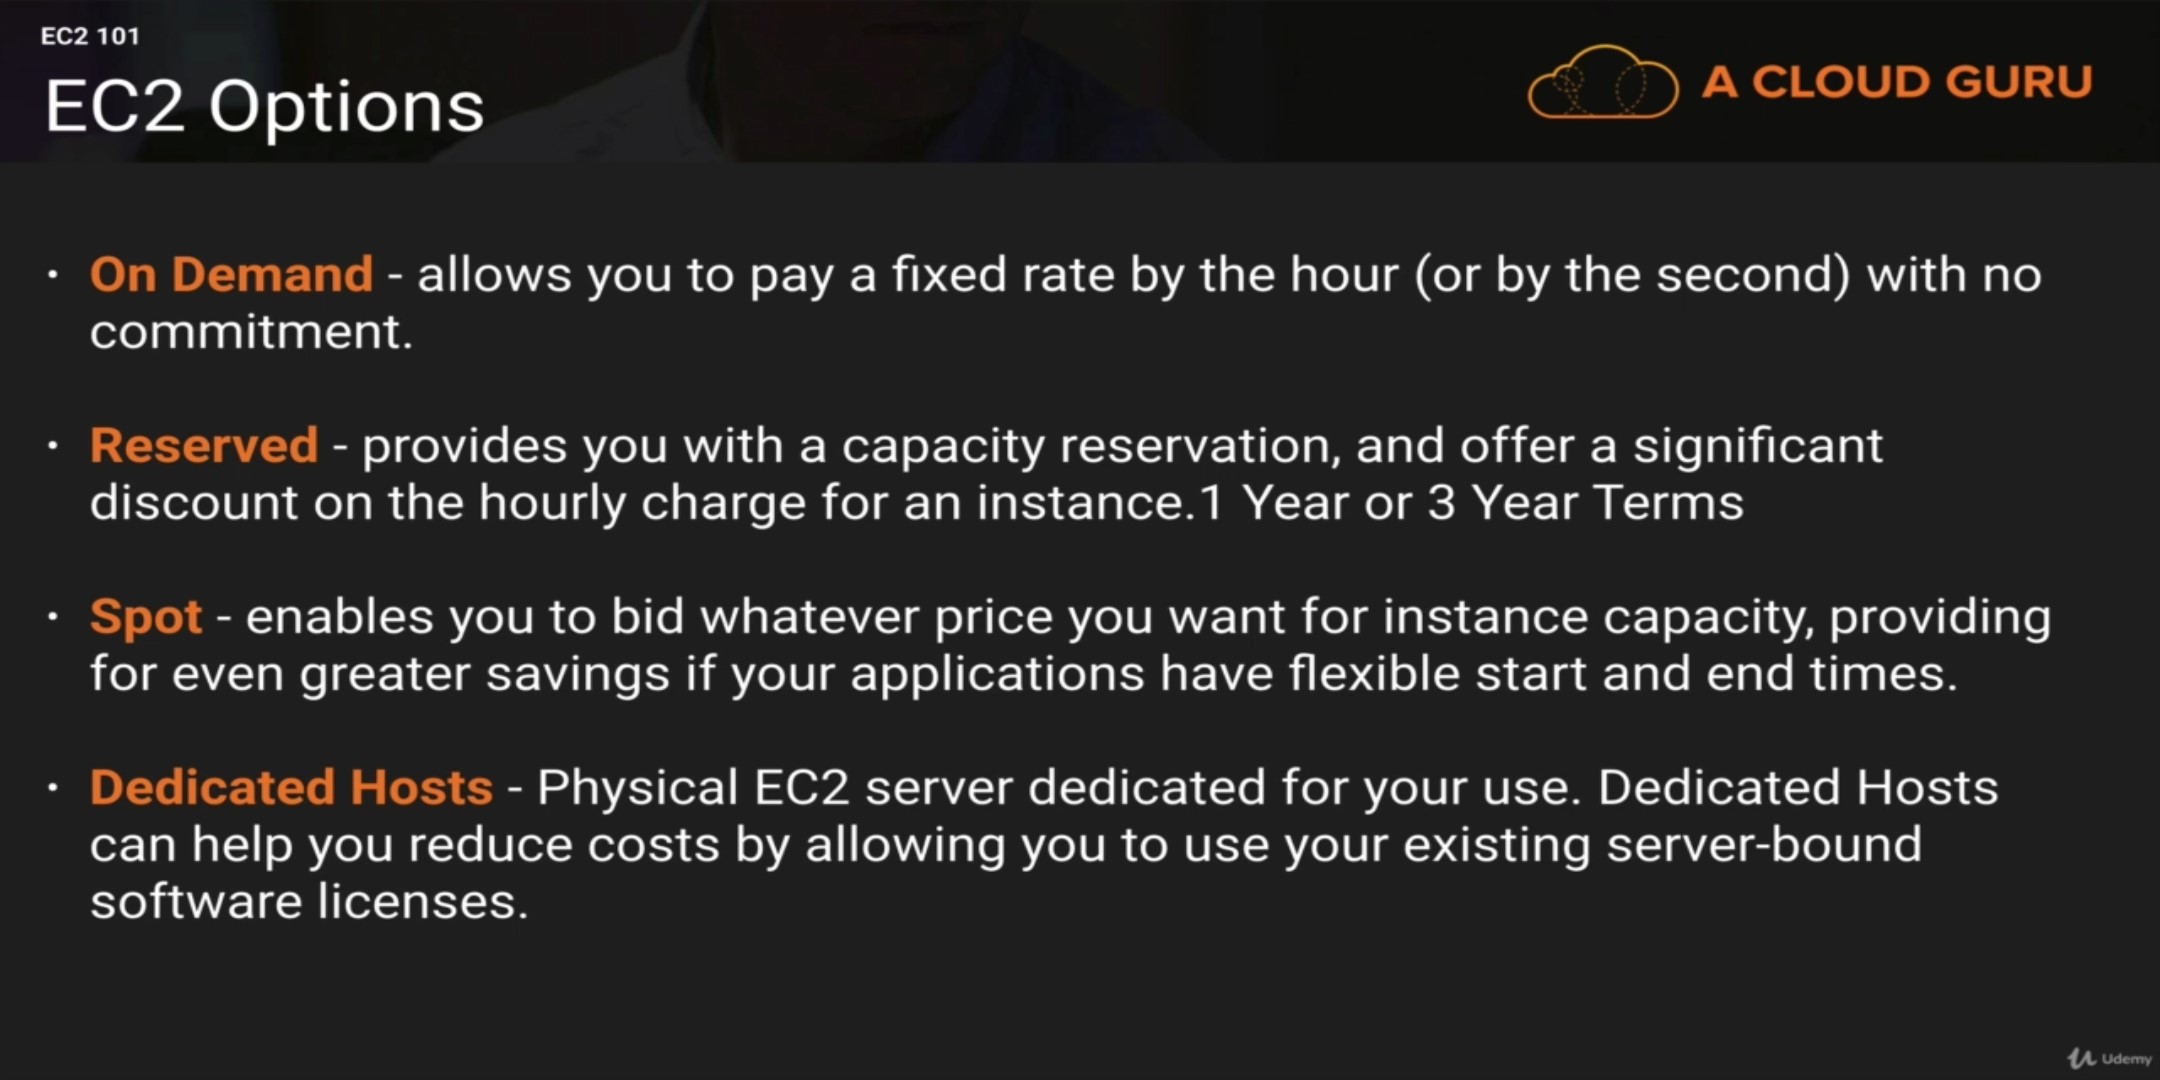 EC2 101
EC2 Options
A CLOUD GURU
· On Demand - allows you to pay a fixed rate by the hour (or by the second) with no
commitment.
· Reserved - provides you with a capacity reservation, and offer a significant
discount on the hourly charge for an instance.1 Year or 3 Year Terms
· Spot - enables you to bid whatever price you want for instance capacity, providing
for even greater savings if your applications have flexible start and end times.
· Dedicated Hosts - Physical EC2 server dedicated for your use. Dedicated Hosts
can help you reduce costs by allowing you to use your existing server-bound
software licenses.
Udemy